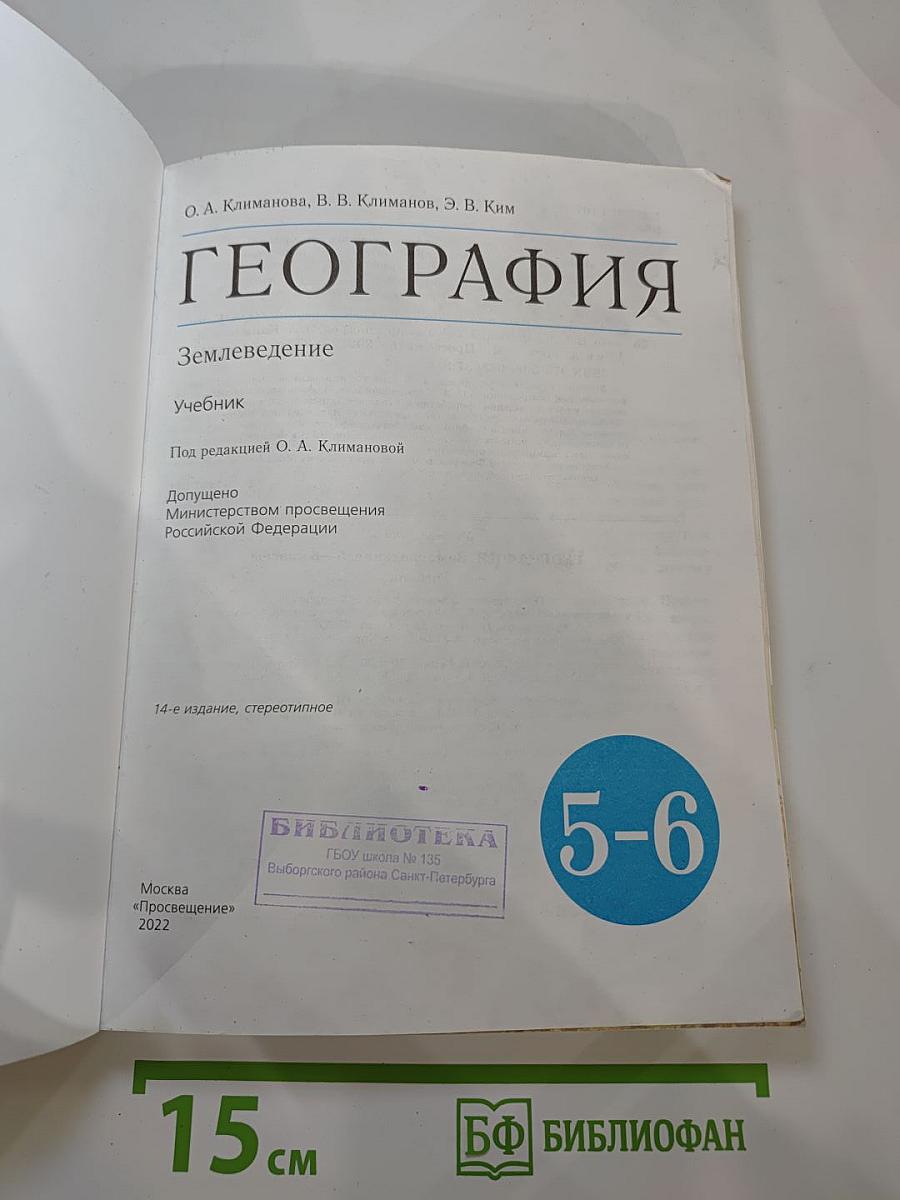 О. А. Климанова, В. В. Климанов, Э. В. Ким
ГЕОГРАФИЯ
Землеведение
Учебник
Под редакцией О. А. Климановой
Допущено
Министерством просвещения
Российской Федерации
14-е издание, стереотипное
5–6
БИБЛИОТЕКА
ГБОУ школа № 135
Выборгского района Санкт-Петербурга
Москва
«Просвещение»
2022
15 см
БФ БИБЛИОФАН